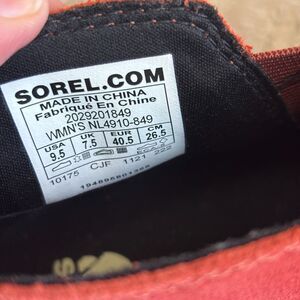 SOREL.COM
MADE IN CHINA
Fabriqué En Chine
2029201849
WMN'S NL4910-849
USA UK EUR CM
9.5 7.5 40.5 26.5
10175 CJF 1121 222